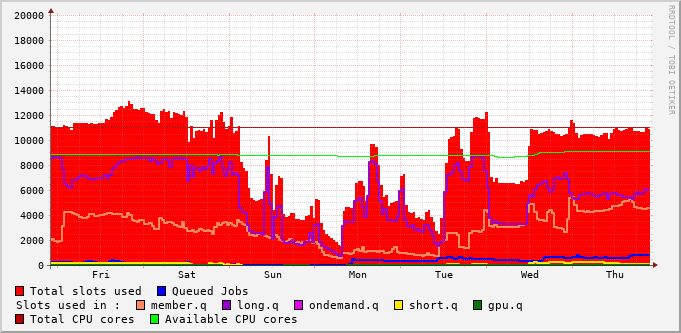 20000
18000
16000
14000
12000
10000
8000
6000
4000
2000
0
Fri Sat Sun Mon Tue Wed Thu
Total slots used Queued Jobs
Slots used in : member.q long.q ondemand.q short.q gpu.q
Total CPU cores Available CPU cores
RRDTOOL / TOBI OETIKER